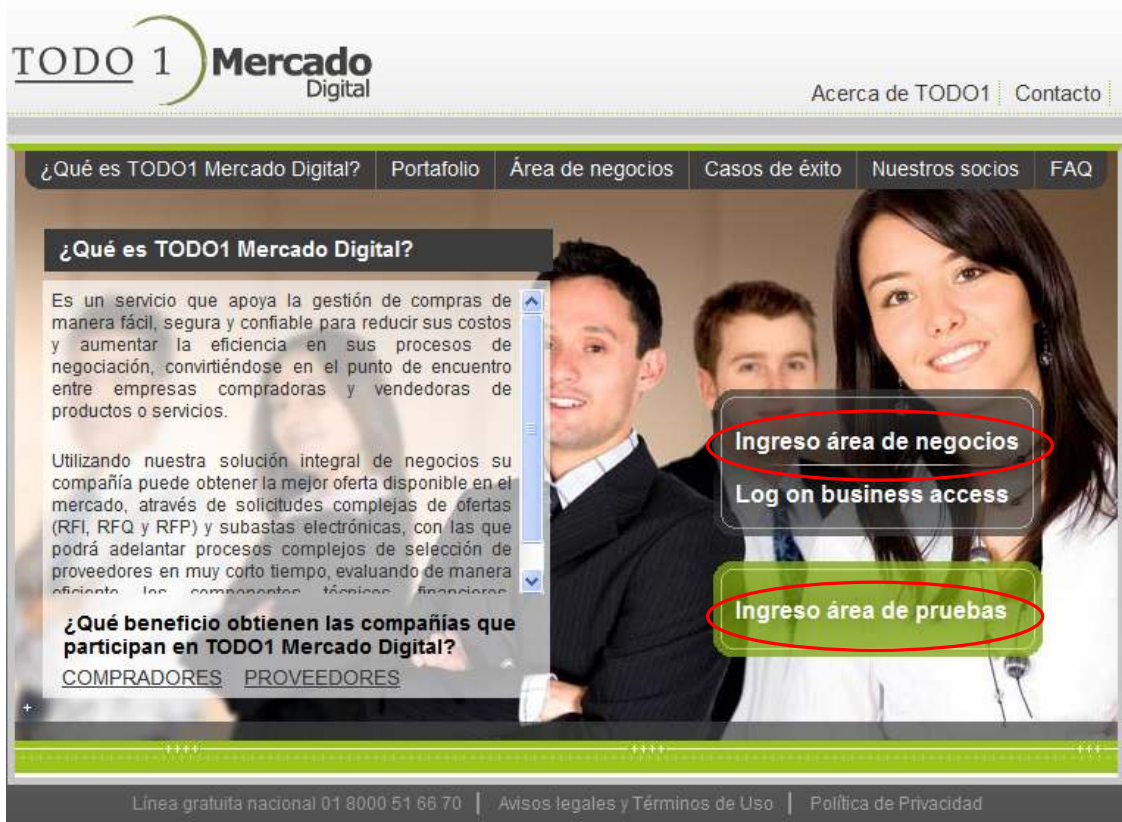 TODO 1 Mercado
Digital
Acerca de TODO1 Contacto
¿Qué es TODO1 Mercado Digital? Portafolio Área de negocios Casos de éxito Nuestros socios FAQ
¿Qué es TODO1 Mercado Digital?
Es un servicio que apoya la gestión de compras de
manera fácil, segura y confiable para reducir sus costos
y aumentar la eficiencia en sus procesos de
negociación, convirtiéndose en el punto de encuentro
entre empresas compradoras y vendedoras de
productos o servicios.
Utilizando nuestra solución integral de negocios su
compañía puede obtener la mejor oferta disponible en el
mercado, através de solicitudes complejas de ofertas
(RFI, RFQ y RFP) y subastas electrónicas, con las que
podrá adelantar procesos complejos de selección de
proveedores en muy corto tiempo, evaluando de manera
eficiente los componentes técnicos, financieros,
¿Qué beneficio obtienen las compañías que
participan en TODO1 Mercado Digital?
COMPRADORES PROVEEDORES
Ingreso área de negocios
Log on business access
Ingreso área de pruebas
Línea gratuita nacional 01 8000 51 66 70 | Avisos legales y Términos de Uso | Política de Privacidad